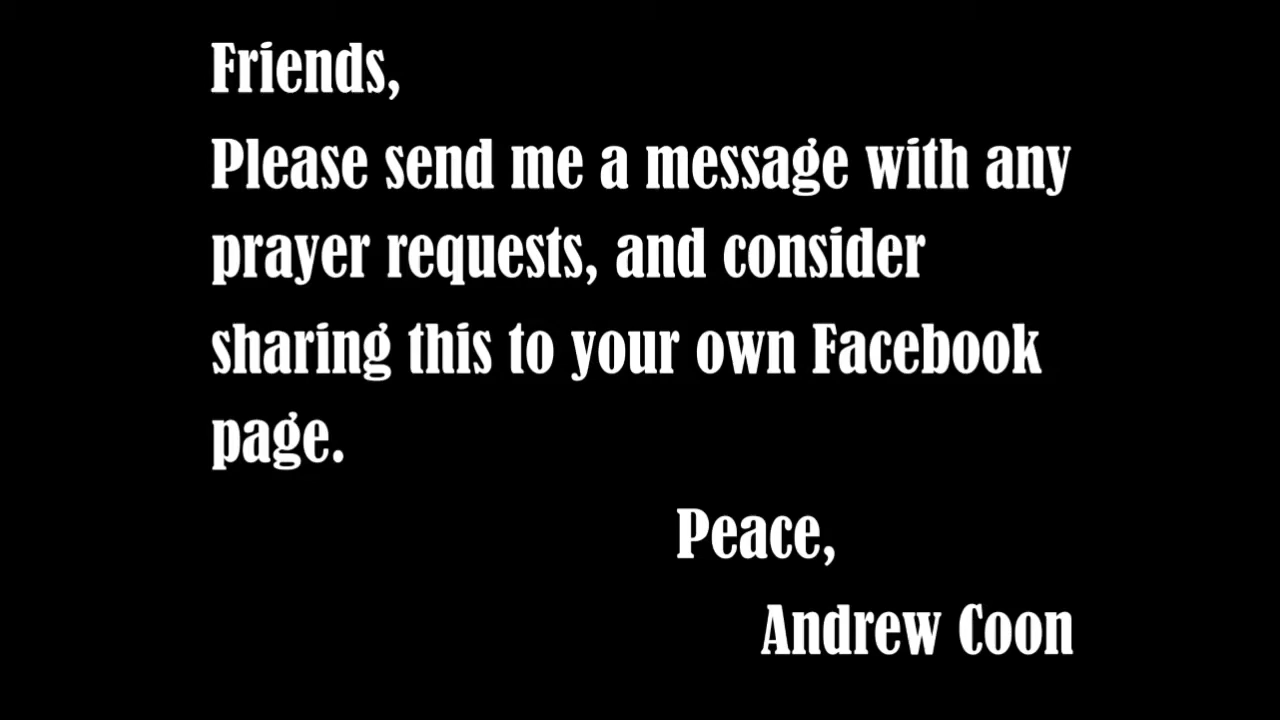 Friends,
Please send me a message with any
prayer requests, and consider
sharing this to your own Facebook
page.
Peace,
Andrew Coon